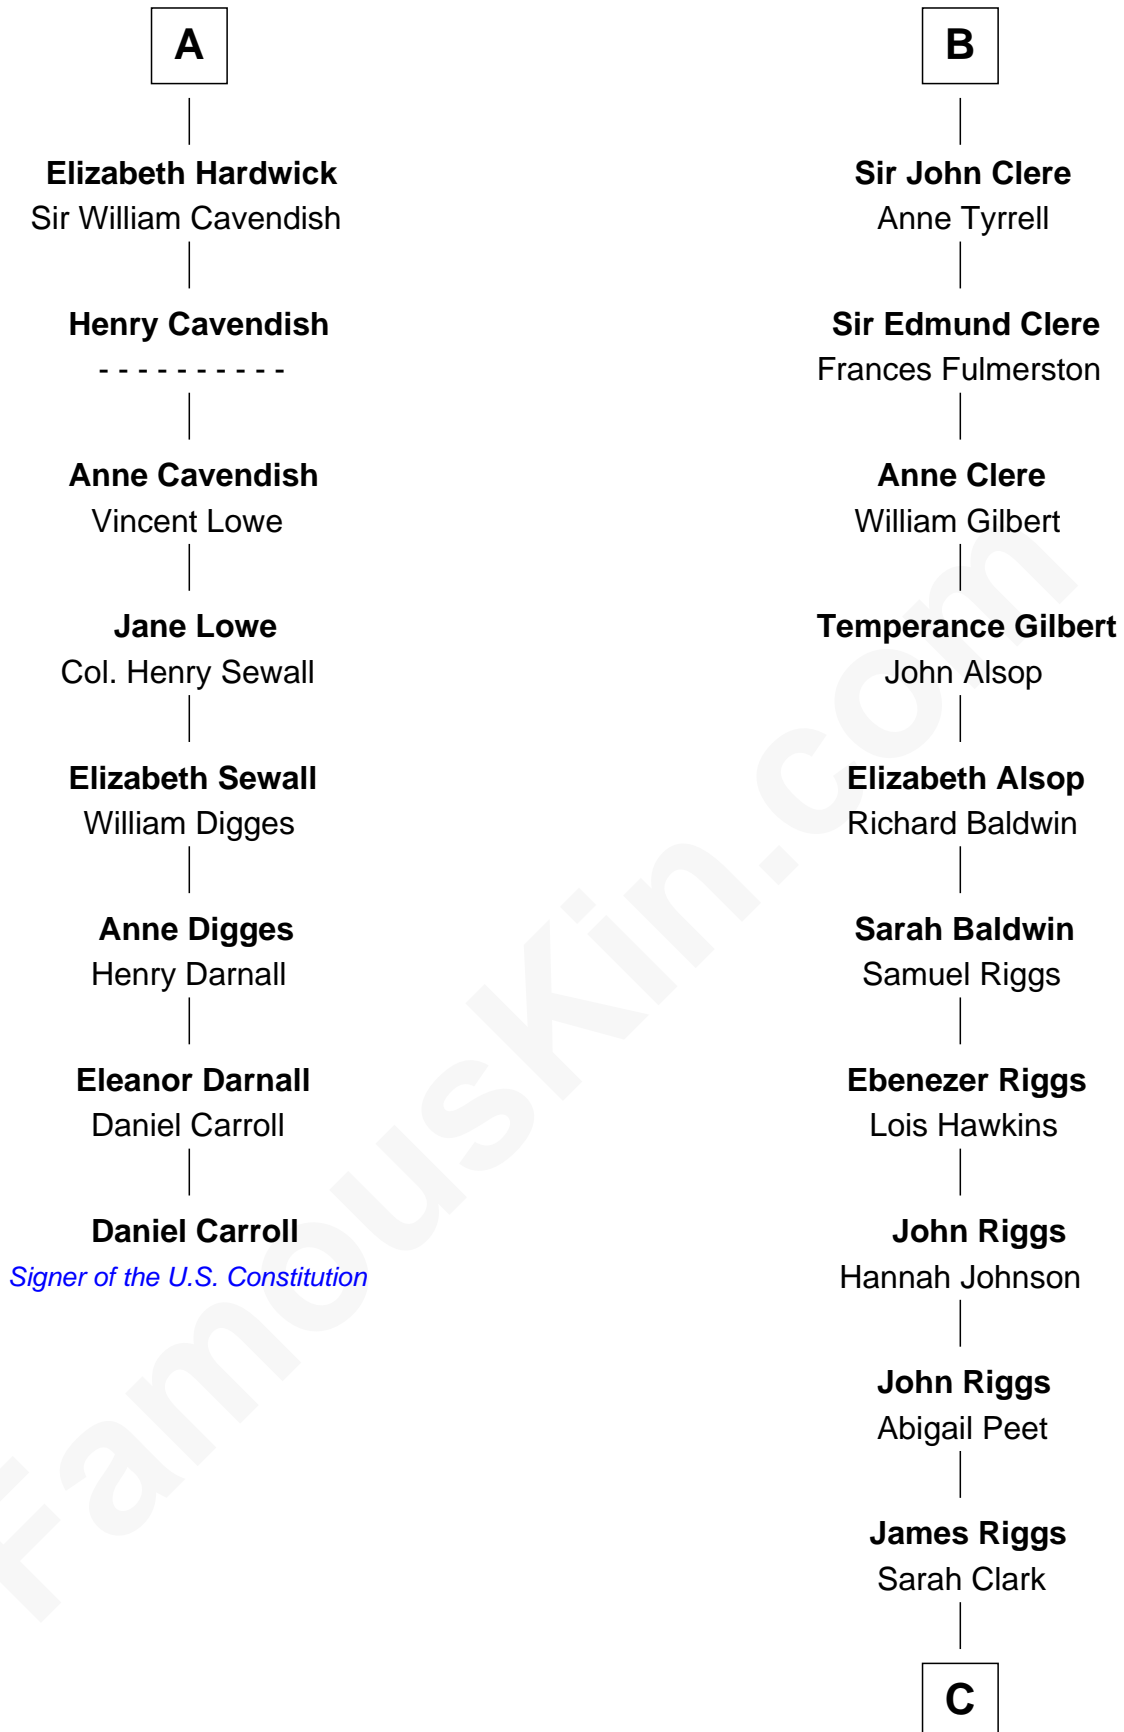 A
Elizabeth Hardwick
Sir William Cavendish
Henry Cavendish
- - - - - - - - - -
Anne Cavendish
Vincent Lowe
Jane Lowe
Col. Henry Sewall
Elizabeth Sewall
William Digges
Anne Digges
Henry Darnall
Eleanor Darnall
Daniel Carroll
Daniel Carroll
Signer of the U.S. Constitution
B
Sir John Clere
Anne Tyrrell
Sir Edmund Clere
Frances Fulmerston
Anne Clere
William Gilbert
Temperance Gilbert
John Alsop
Elizabeth Alsop
Richard Baldwin
Sarah Baldwin
Samuel Riggs
Ebenezer Riggs
Lois Hawkins
John Riggs
Hannah Johnson
John Riggs
Abigail Peet
James Riggs
Sarah Clark
C
FamousKin.com